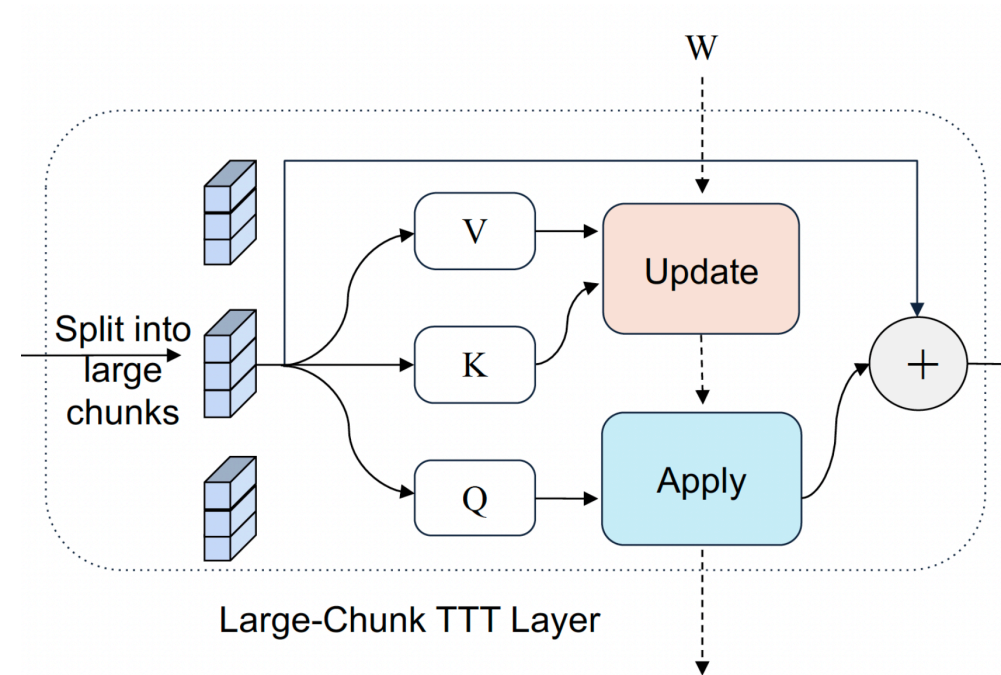 W
V
Update
Split into
large
chunks
K
+
Q
Apply
Large-Chunk TTT Layer